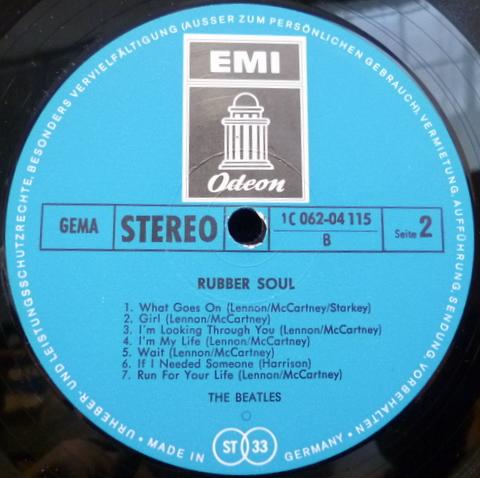 URHEBER- UND LEISTUNGSSCHUTZRECHTE, BESONDERS VERVIELFÄLTIGUNG (AUSSER ZUM PERSÖNLICHEN GEBRAUCH), VERMIETUNG, AUFFÜHRUNG, SENDUNG, VORBEHALTEN •
EMI
Odeon
GEMA STEREO 1C 062-04 115 Seite 2
B
RUBBER SOUL
1. What Goes On (Lennon/McCartney/Starkey)
2. Girl (Lennon/McCartney)
3. I'm Looking Through You (Lennon/McCartney)
4. I'm My Life (Lennon/McCartney)
5. Wait (Lennon/McCartney)
6. If I Needed Someone (Harrison)
7. Run For Your Life (Lennon/McCartney)
THE BEATLES
• MADE IN GERMANY •
ST 33